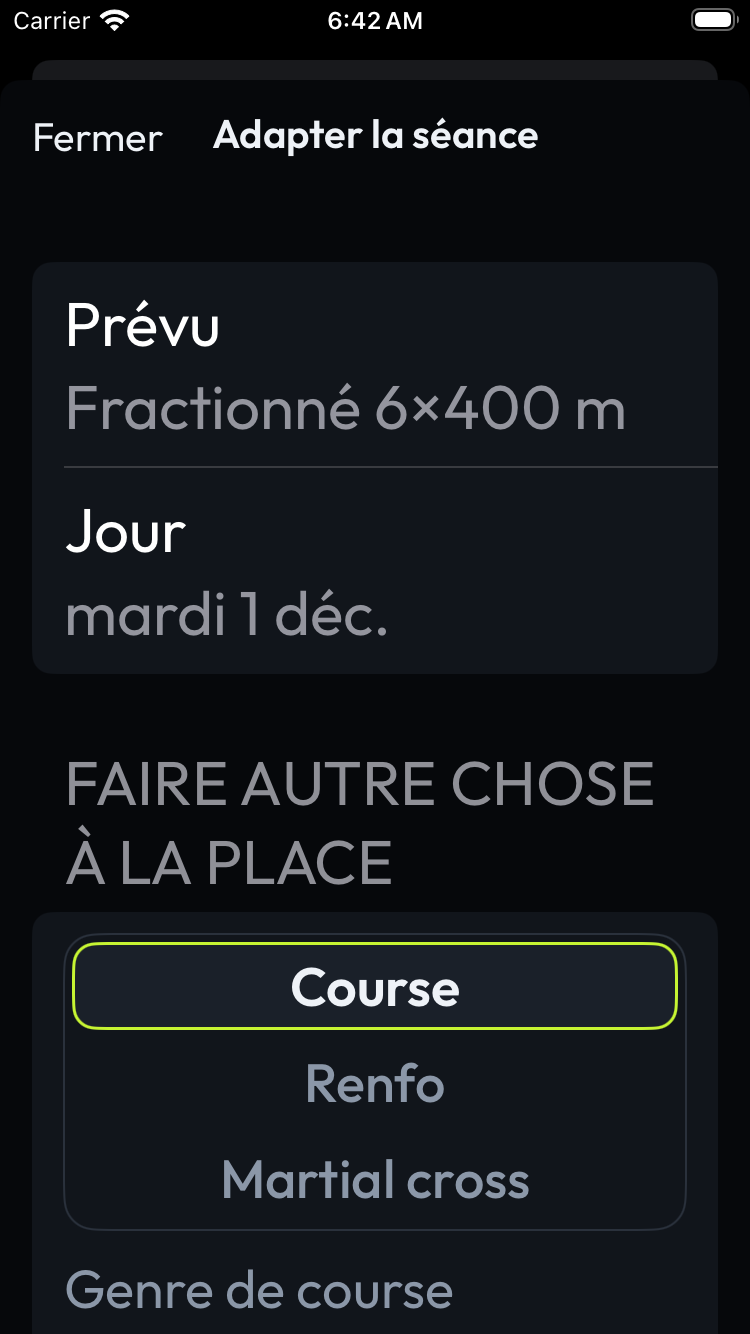 Carrier 6:42 AM
Fermer Adapter la séance
Prévu
Fractionné 6×400 m
Jour
mardi 1 déc.
FAIRE AUTRE CHOSE
À LA PLACE
Course
Renfo
Martial cross
Genre de course